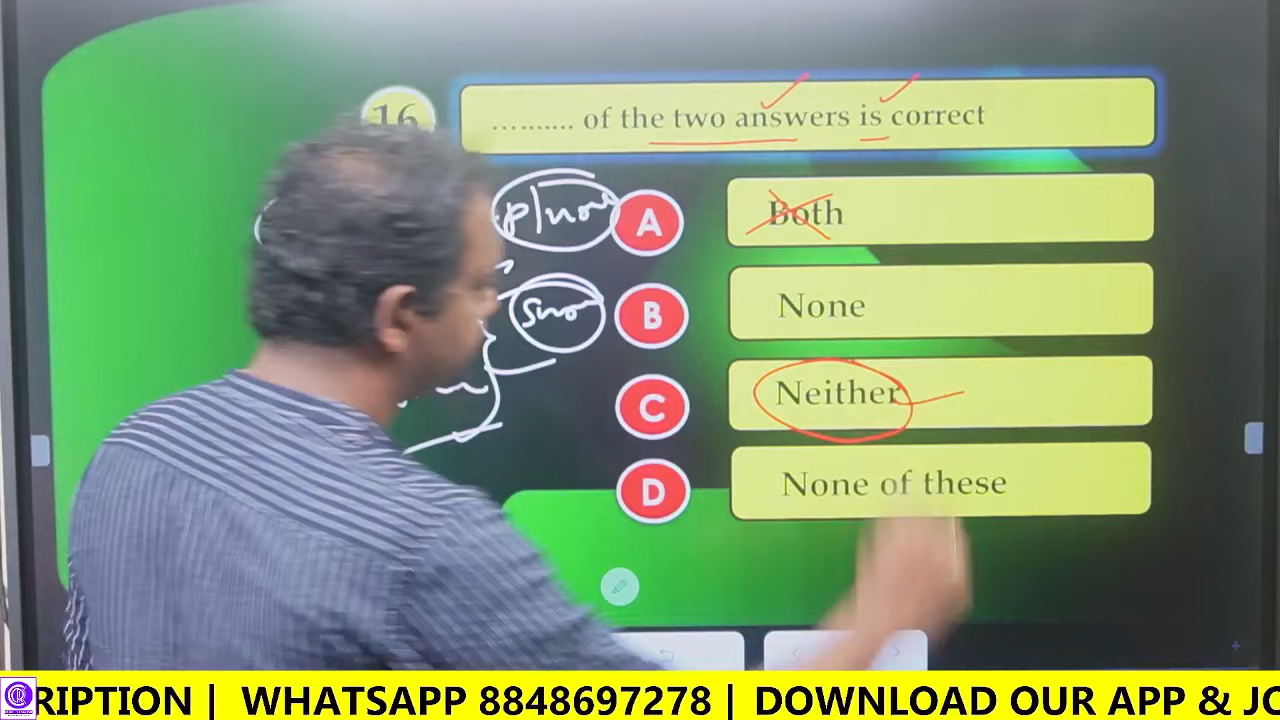 16
.......... of the two answers is correct
A
Both
B
None
C
Neither
D
None of these
RIPTION | WHATSAPP 8848697278 | DOWNLOAD OUR APP & JO